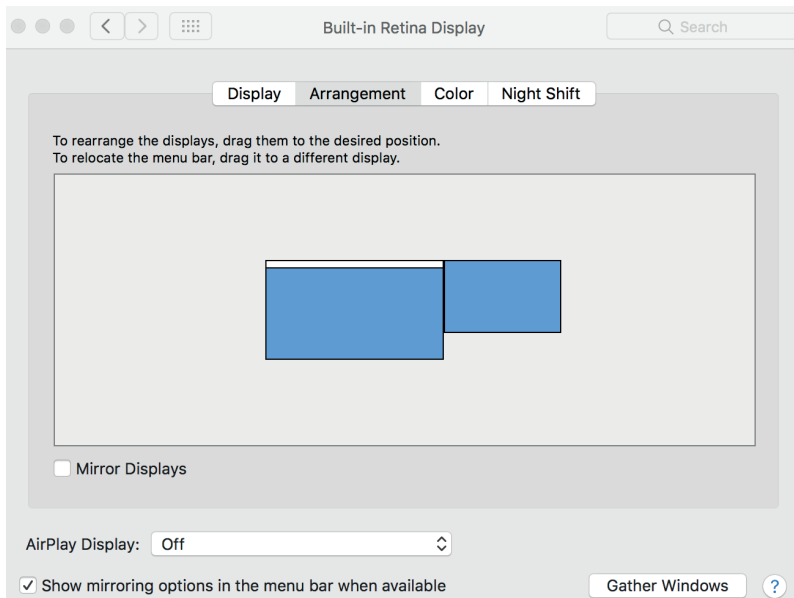 Built-in Retina Display
Search
Display Arrangement Color Night Shift
To rearrange the displays, drag them to the desired position.
To relocate the menu bar, drag it to a different display.
Mirror Displays
AirPlay Display: Off
Show mirroring options in the menu bar when available
Gather Windows
?